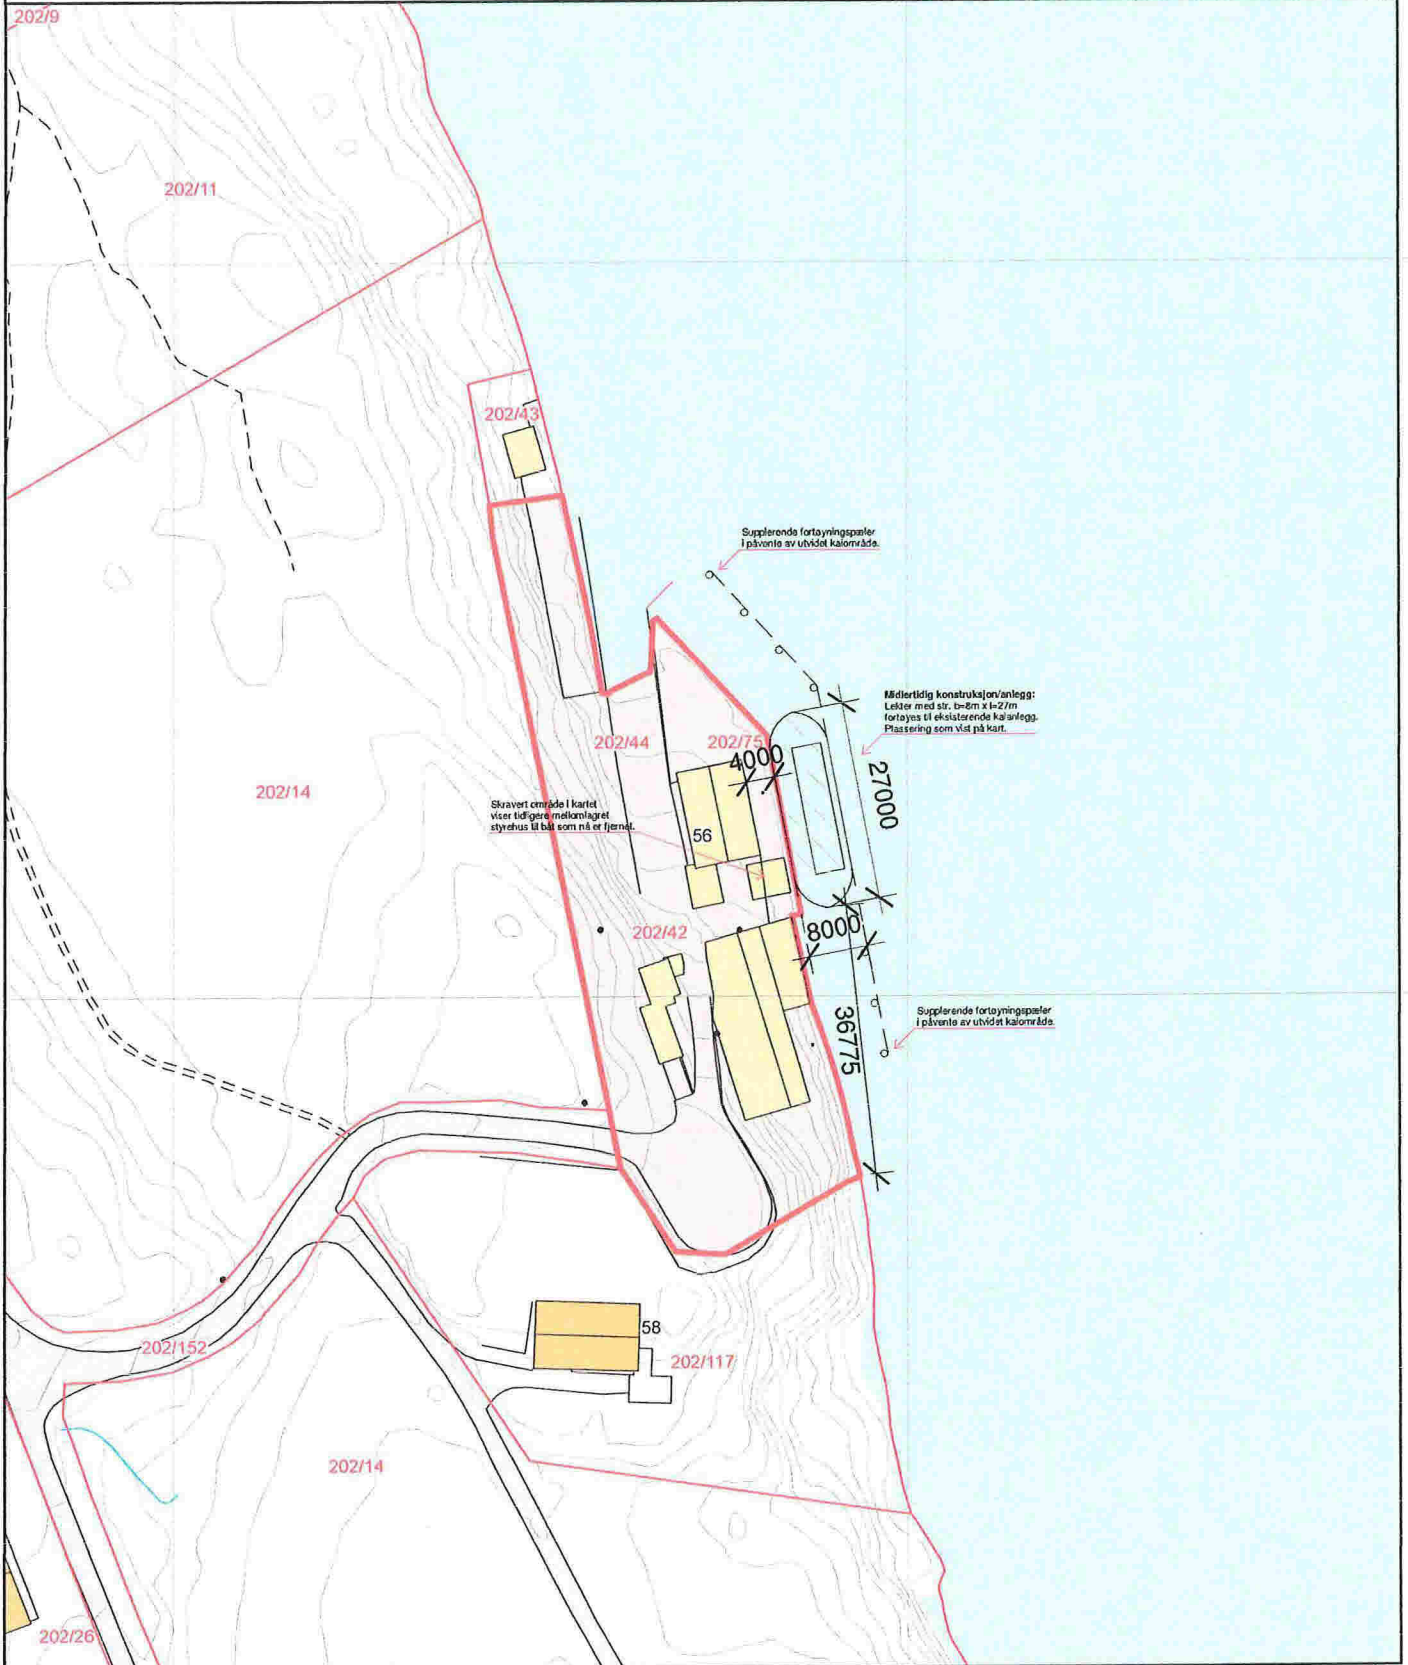 202/9
202/11
202/43
Supplerende fortøyningspæler
i påvente av utvidet kaiområde.
Midlertidig konstruksjon/anlegg:
Lekter med str. b=8m x l=27m
fortøyes til eksisterende kaianlegg.
Plassering som vist på kart.
202/44
202/75
4000
27000
202/14
Skravert område i kartet
viser tidligere mellomlagret
styrehus til båt som nå er fjernet.
56
202/42
8000
36775
Supplerende fortøyningspæler
i påvente av utvidet kaiområde.
58
202/152
202/117
202/14
202/26